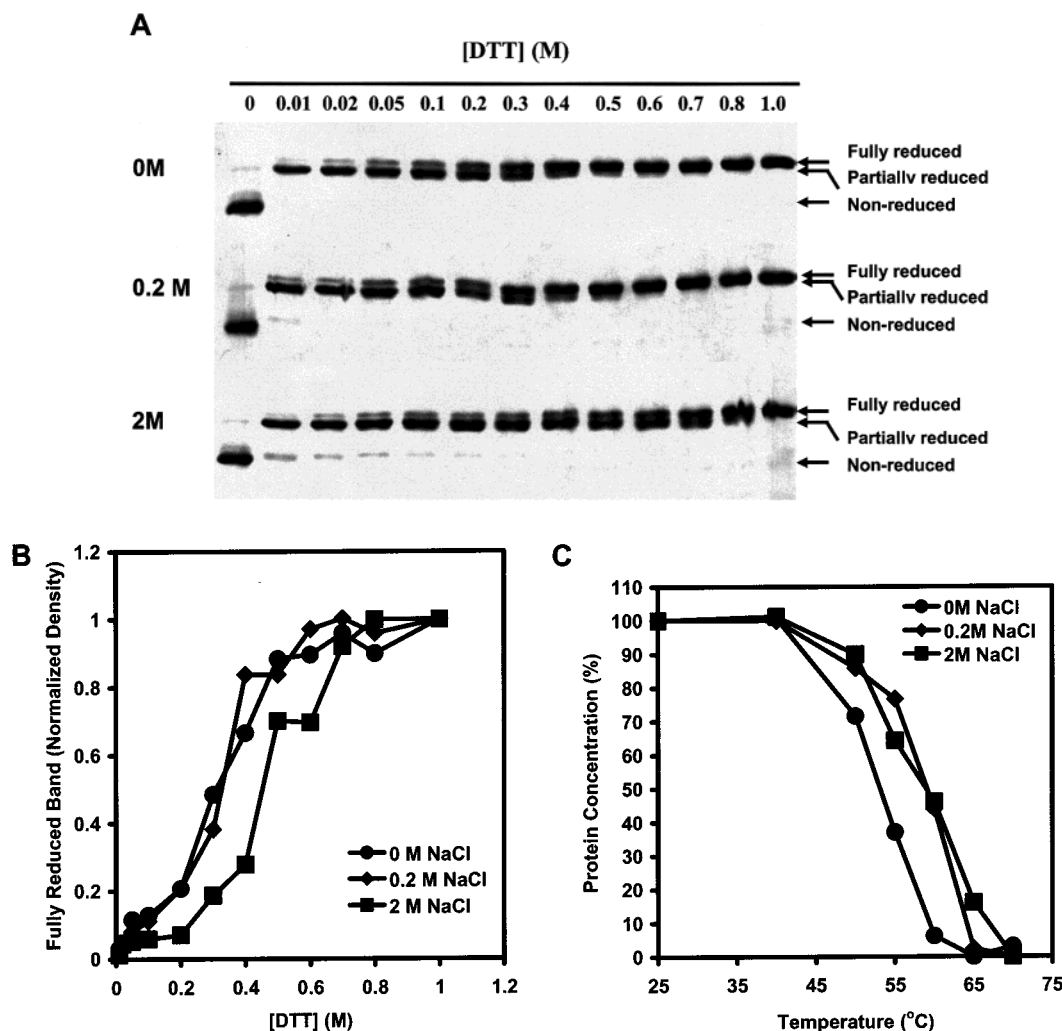 A
[DTT] (M)
0 0.01 0.02 0.05 0.1 0.2 0.3 0.4 0.5 0.6 0.7 0.8 1.0
0M
Fully reduced
Partially reduced
Non-reduced
0.2 M
Fully reduced
Partially reduced
Non-reduced
2M
Fully reduced
Partially reduced
Non-reduced
B
Fully Reduced Band (Normalized Density)
1.2
1
0.8
0.6
0.4
0.2
0
0 M NaCl
0.2 M NaCl
2 M NaCl
0 0.2 0.4 0.6 0.8 1 1.2
[DTT] (M)
C
Protein Concentration (%)
110
100
90
80
70
60
50
40
30
20
10
0
0M NaCl
0.2M NaCl
2M NaCl
25 35 45 55 65 75
Temperature (°C)